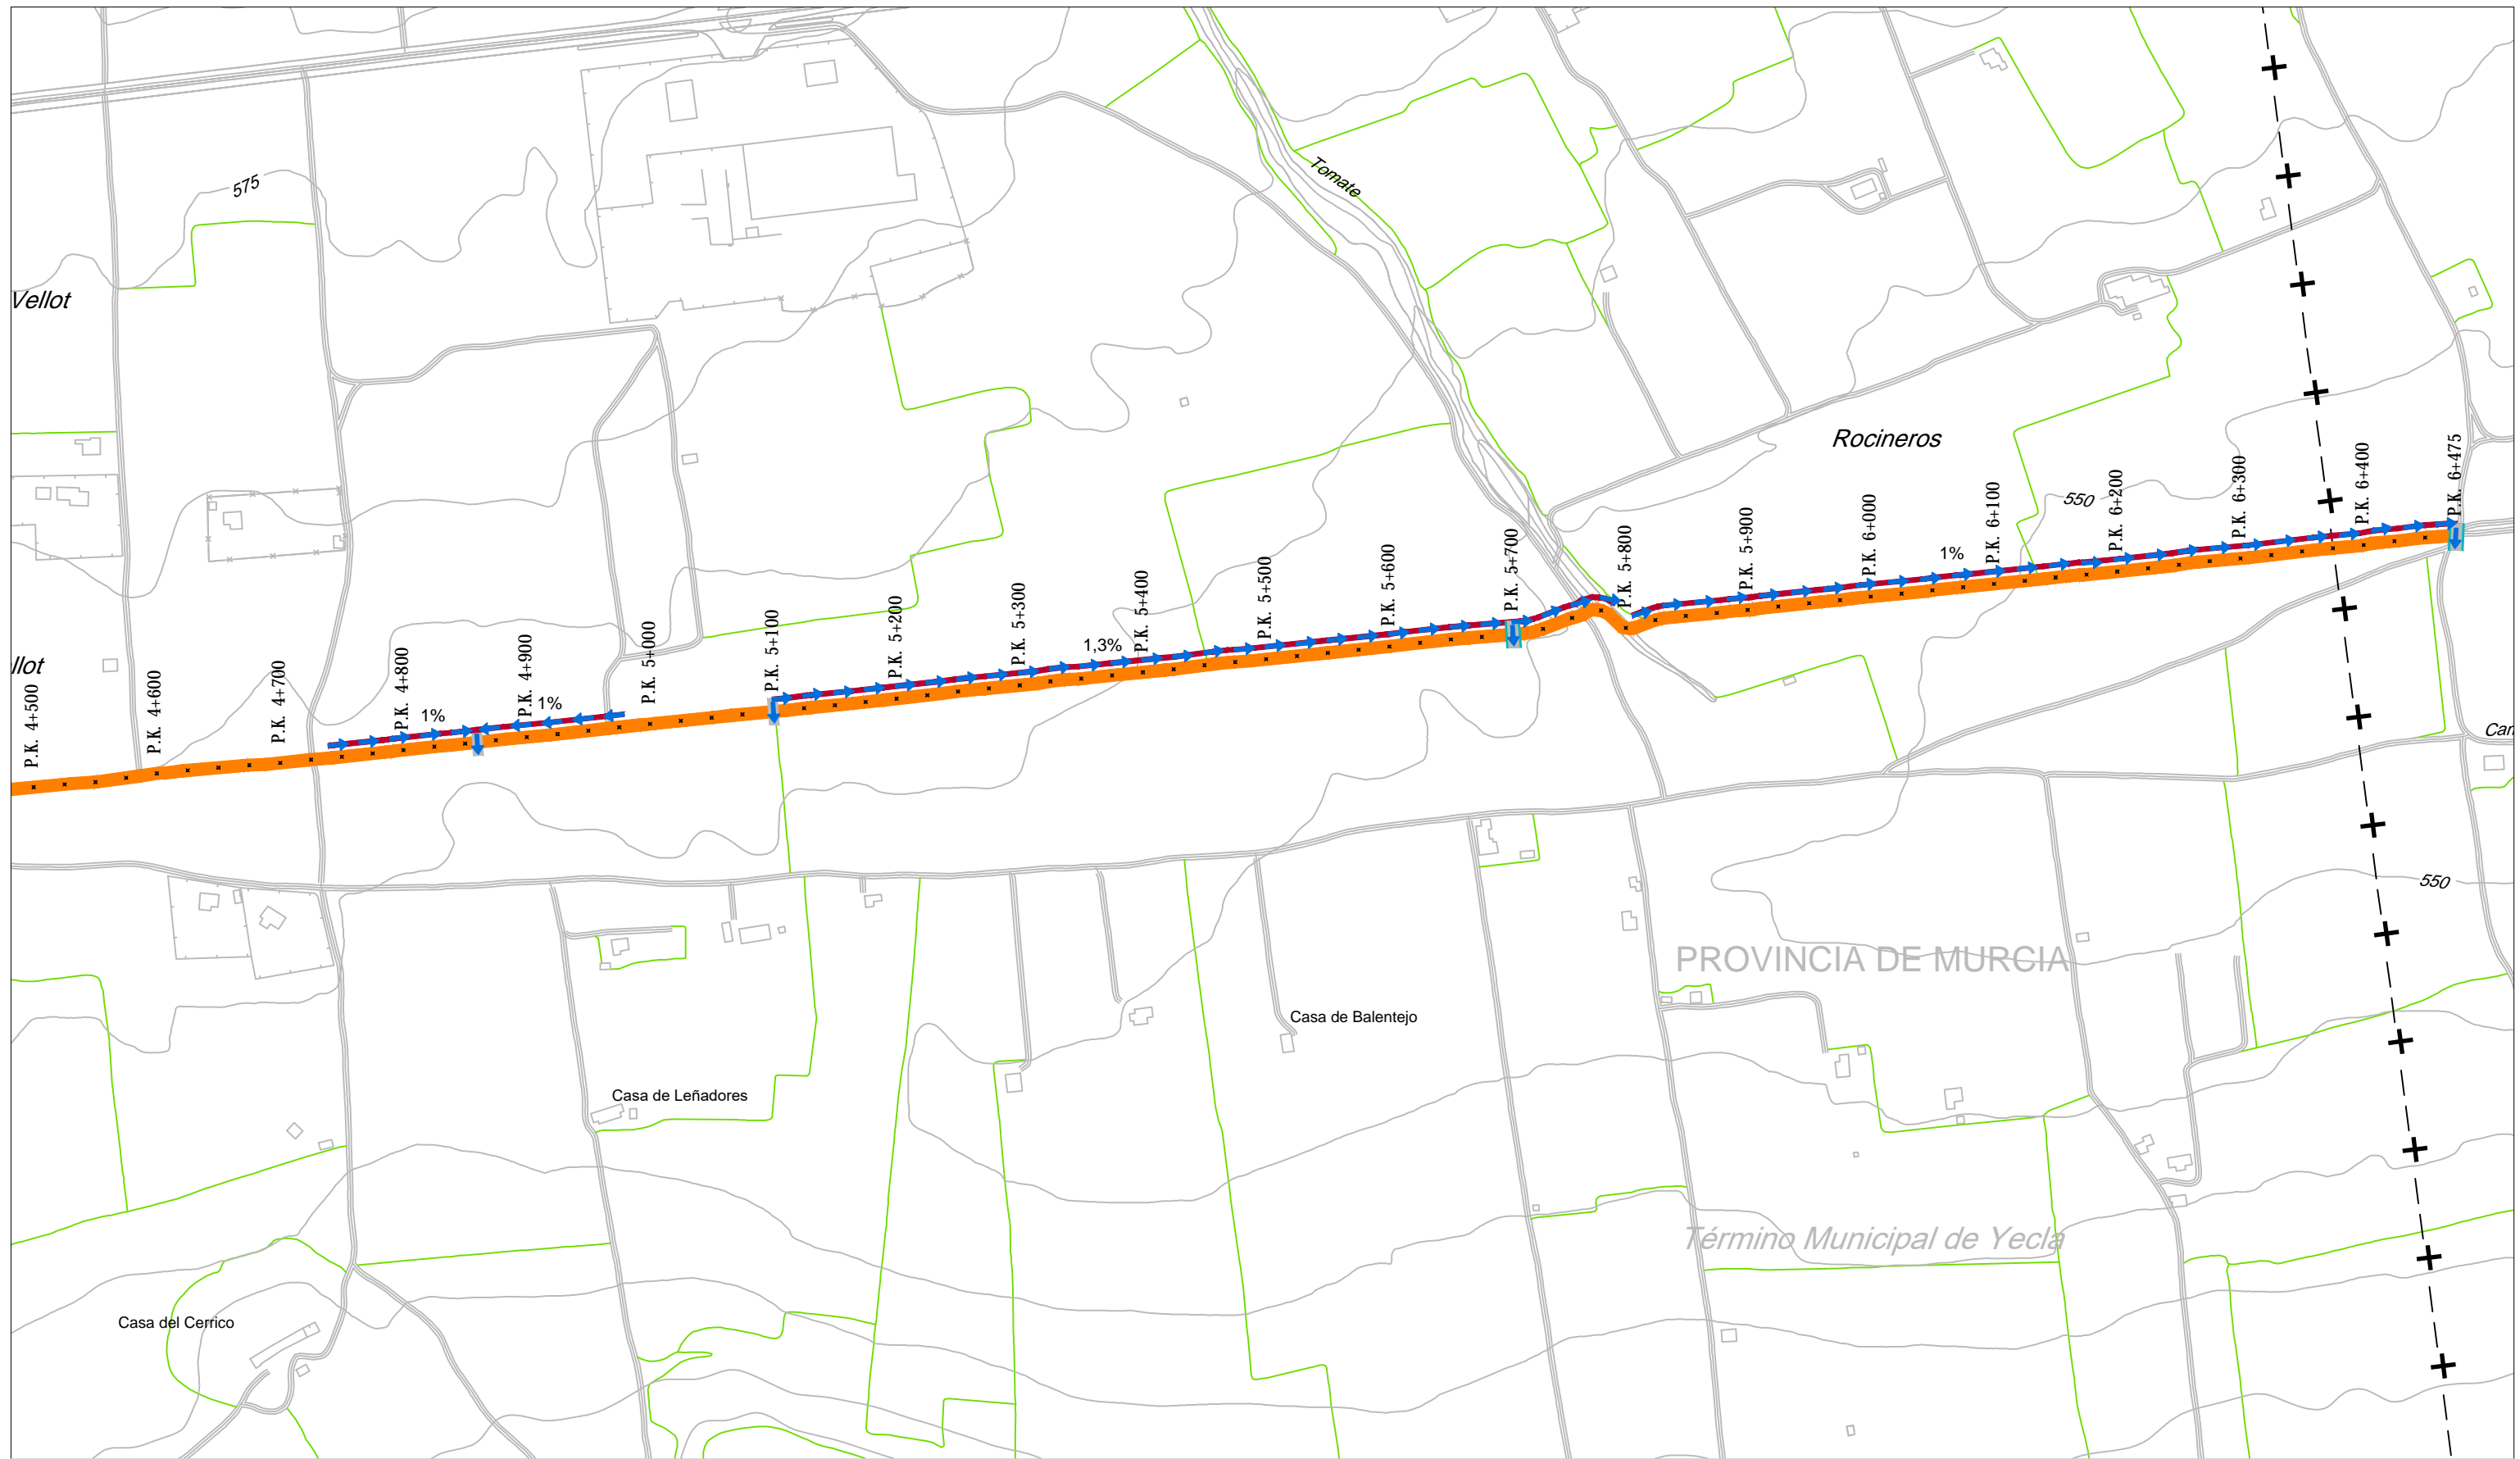 Tomate
575
Vellot
Rocineros
550
llot
P.K. 4+500
P.K. 4+600
P.K. 4+700
P.K. 4+800
1%
P.K. 4+900
1%
P.K. 5+000
P.K. 5+100
P.K. 5+200
P.K. 5+300
1,3%
P.K. 5+400
P.K. 5+500
P.K. 5+600
P.K. 5+700
P.K. 5+800
P.K. 5+900
P.K. 6+000
1%
P.K. 6+100
P.K. 6+200
P.K. 6+300
P.K. 6+400
P.K. 6+475
Can
550
PROVINCIA DE MURCIA
Casa de Balentejo
Casa de Leñadores
Término Municipal de Yecla
Casa del Cerrico